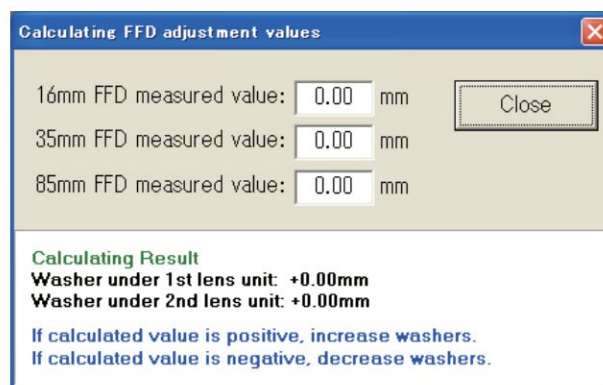 Calculating FFD adjustment values
16mm FFD measured value: 0.00 mm
Close
35mm FFD measured value: 0.00 mm
85mm FFD measured value: 0.00 mm
Calculating Result
Washer under 1st lens unit: +0.00mm
Washer under 2nd lens unit: +0.00mm
If calculated value is positive, increase washers.
If calculated value is negative, decrease washers.